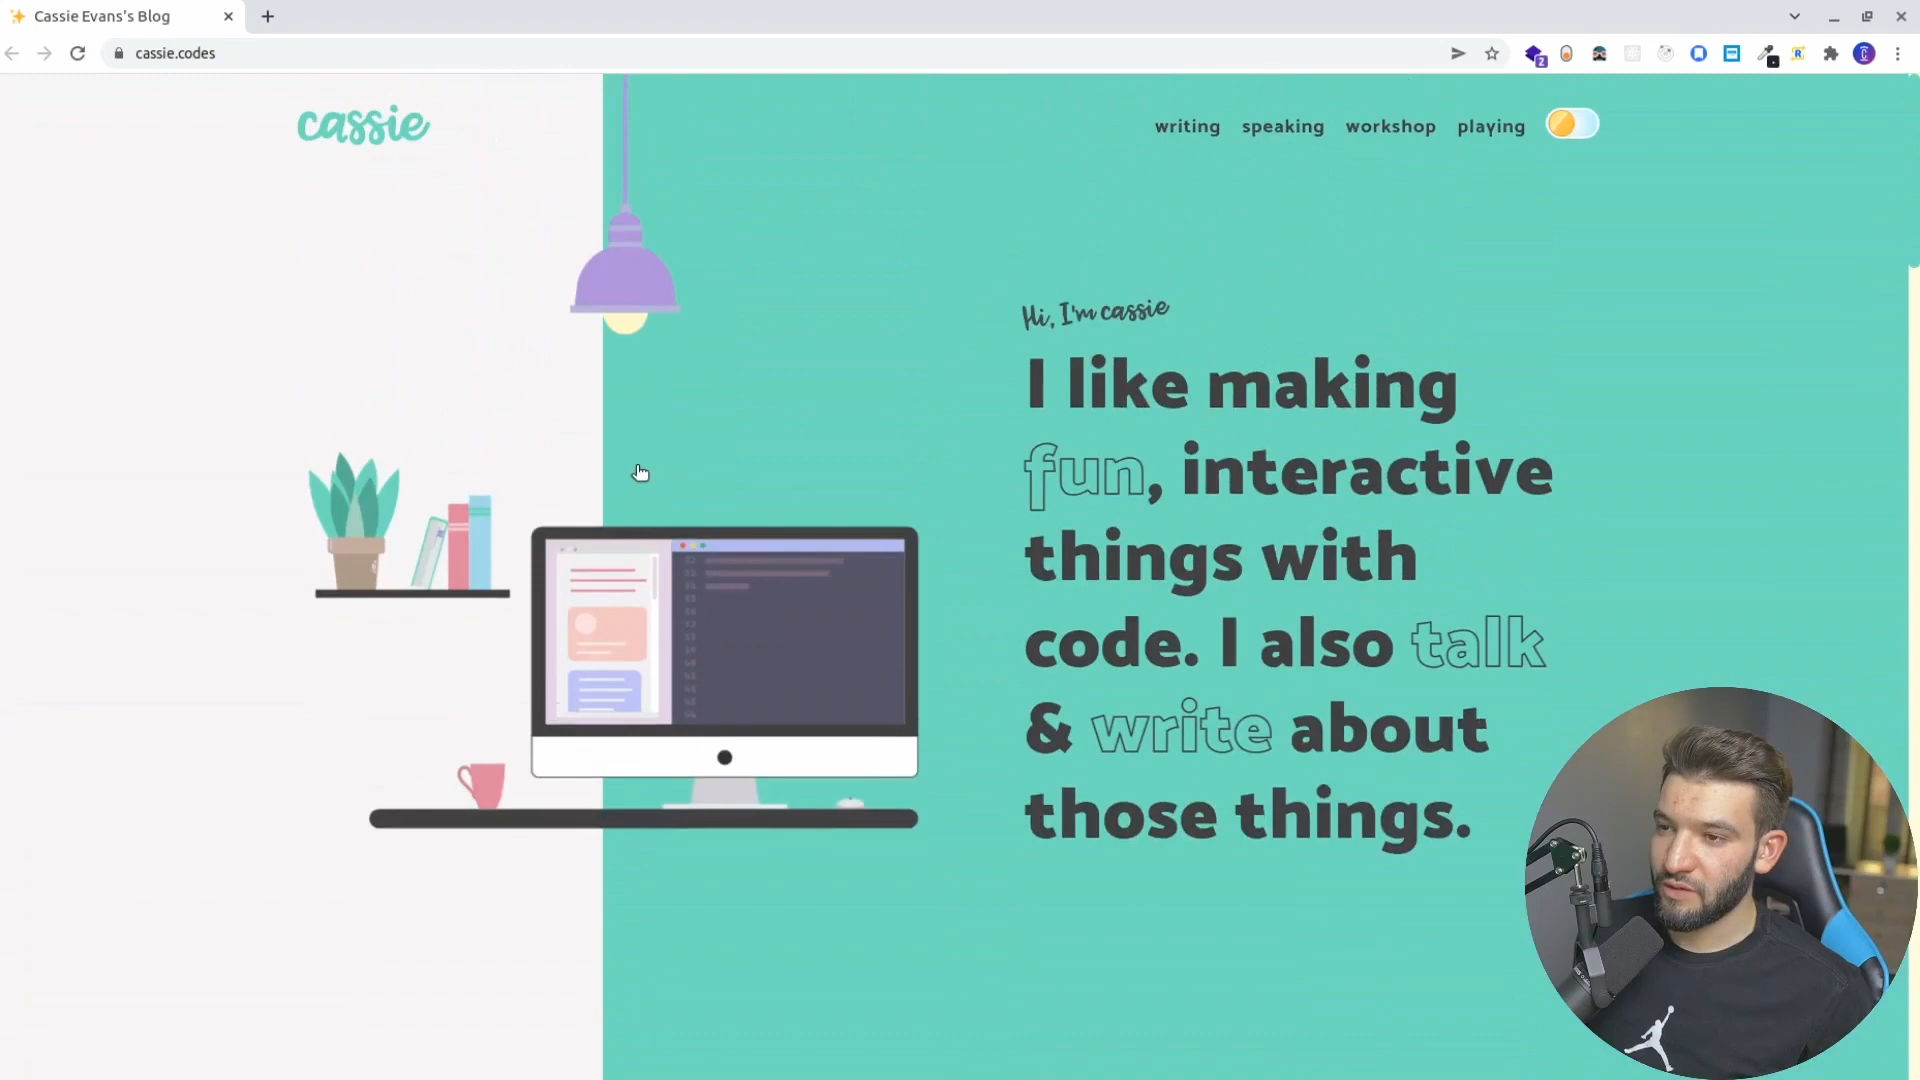 Cassie Evans's Blog
cassie.codes
2
R
cassie
writing speaking workshop playing
Hi, I'm cassie
I like making
fun, interactive
things with
code. I also talk
& write about
those things.